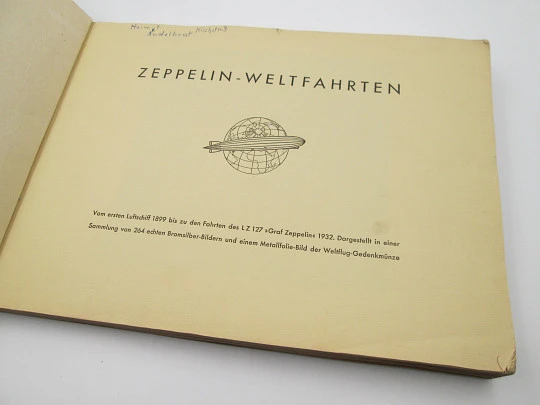 ZEPPELIN-WELTFAHRTEN
Vom ersten Luftschiff 1899 bis zu den Fahrten des LZ 127 »Graf Zeppelin« 1932. Dargestellt in einer
Sammlung von 264 echten Bromsilber-Bildern und einem Metallfolie-Bild der Weltflug-Gedenkmünze